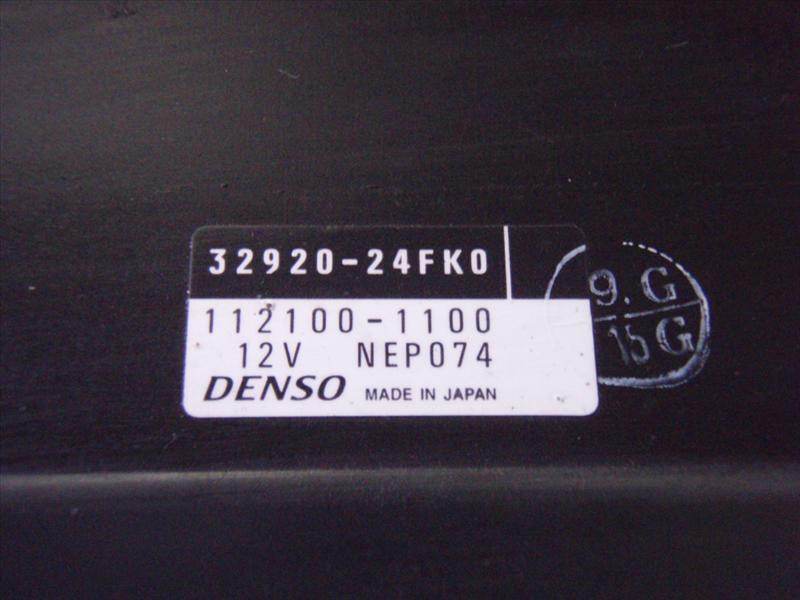 32920-24FK0
112100-1100
12V NEP074
DENSO MADE IN JAPAN
9.G
15G